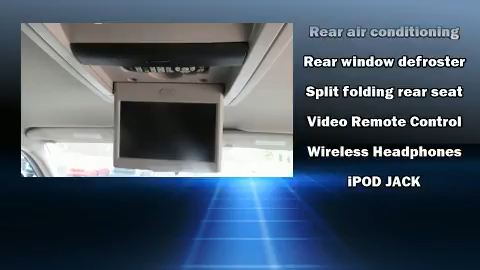 Rear air conditioning
Rear window defroster
Split folding rear seat
Video Remote Control
Wireless Headphones
iPOD JACK